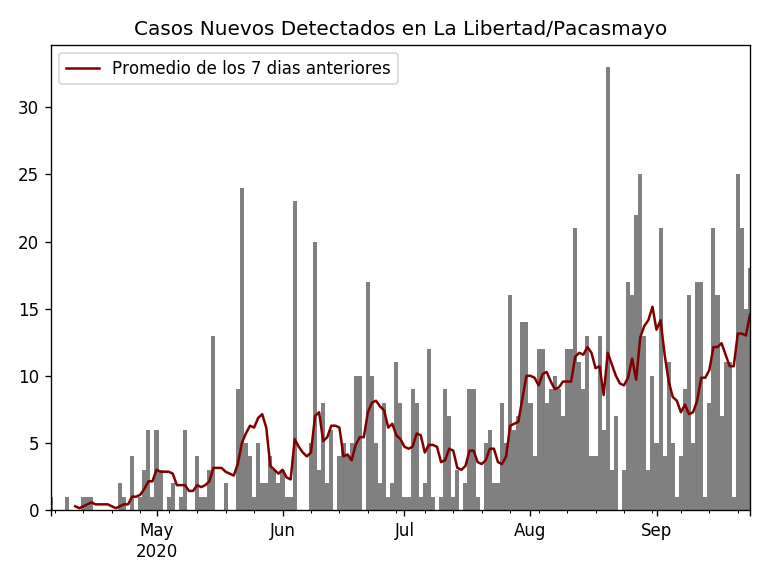 Casos Nuevos Detectados en La Libertad/Pacasmayo
Promedio de los 7 dias anteriores
30
25
20
15
10
5
0
May Jun Jul Aug Sep
2020